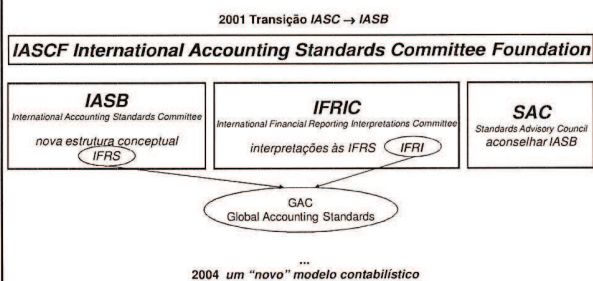 2001 Transição IASC → IASB
IASCF International Accounting Standards Committee Foundation
IASB
International Accounting Standards Committee
nova estrutura conceptual
IFRS
IFRIC
International Financial Reporting Interpretations Committee
interpretações às IFRS IFRI
SAC
Standards Advisory Council
aconselhar IASB
GAC
Global Accounting Standards
...
2004 um "novo" modelo contabilístico